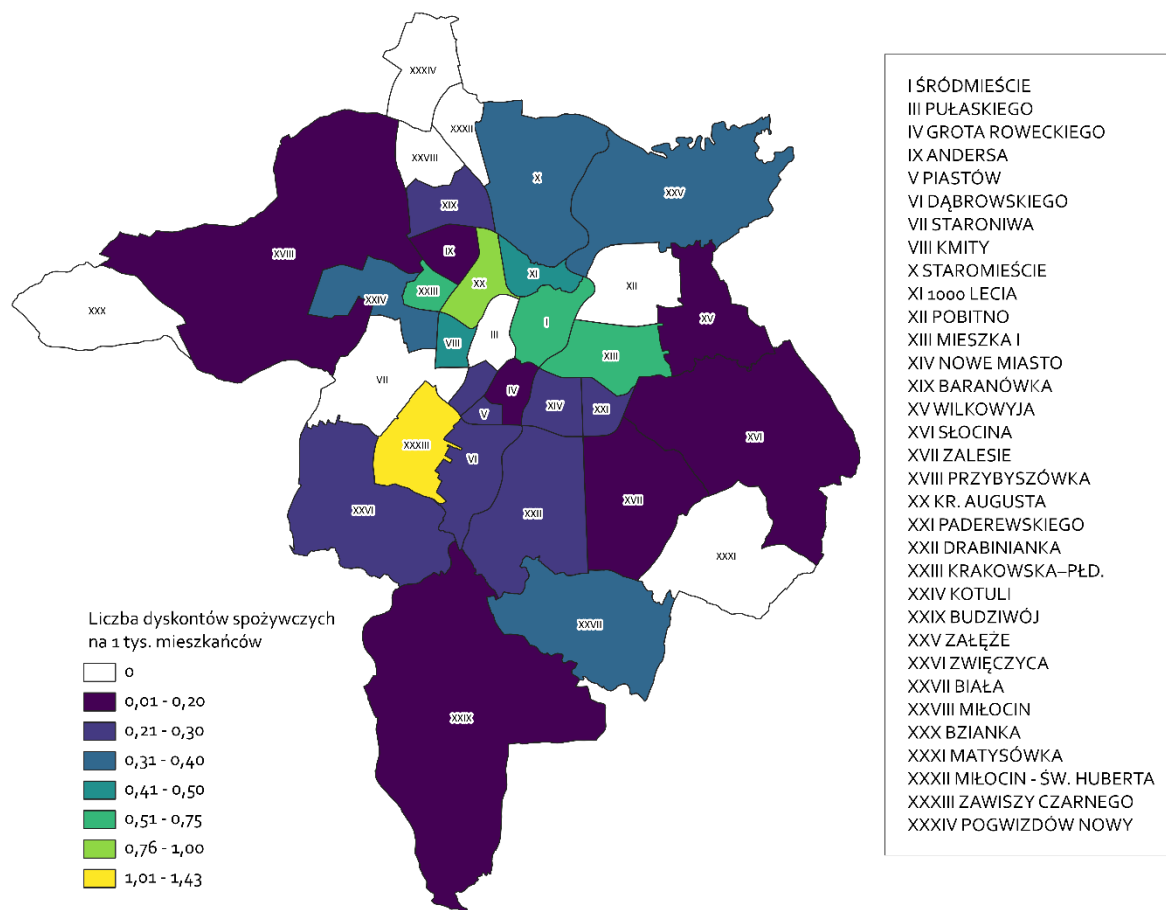 XXXIV
XXXII
XXVIII
X
XXV
XIX
IX
XVIII
XI
XX
XII
XXIII
XXIV
XXX
I
XV
III
VIII
XIII
VII
IV
XIV
XXI
V
XXXIII
XVI
VI
XVII
XXVI
XXII
XXXI
XXVII
XXIX
Liczba dyskontów spożywczych
na 1 tys. mieszkańców
0
0,01 - 0,20
0,21 - 0,30
0,31 - 0,40
0,41 - 0,50
0,51 - 0,75
0,76 - 1,00
1,01 - 1,43
I ŚRÓDMIEŚCIE
III PUŁASKIEGO
IV GROTA ROWECKIEGO
IX ANDERSA
V PIASTÓW
VI DĄBROWSKIEGO
VII STARONIWA
VIII KMITY
X STAROMIEŚCIE
XI 1000 LECIA
XII POBITNO
XIII MIESZKA I
XIV NOWE MIASTO
XIX BARANÓWKA
XV WILKOWYJA
XVI SŁOCINA
XVII ZALESIE
XVIII PRZYBYSZÓWKA
XX KR. AUGUSTA
XXI PADEREWSKIEGO
XXII DRABINIANKA
XXIII KRAKOWSKA–PŁD.
XXIV KOTULI
XXIX BUDZIWÓJ
XXV ZAŁĘŻE
XXVI ZWIĘCZYCA
XXVII BIAŁA
XXVIII MIŁOCIN
XXX BZIANKA
XXXI MATYSÓWKA
XXXII MIŁOCIN - ŚW. HUBERTA
XXXIII ZAWISZY CZARNEGO
XXXIV POGWIZDÓW NOWY